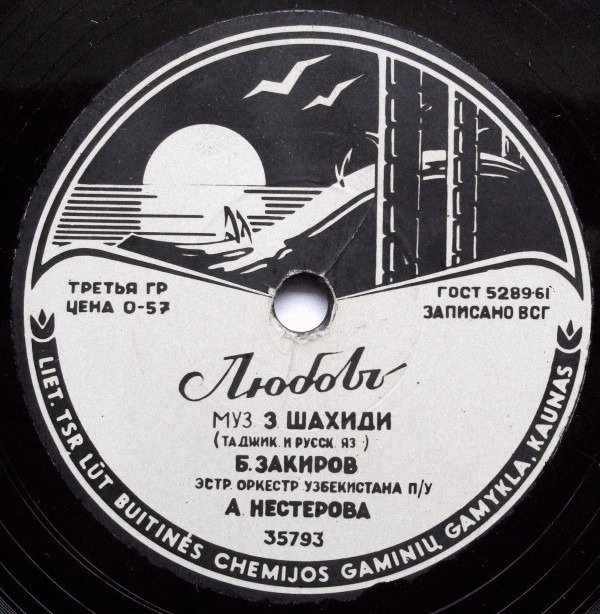 ТРЕТЬЯ ГР
ЦЕНА 0-57
ГОСТ 5289-61
ЗАПИСАНО ВСГ
Любовь
МУЗ З ШАХИДИ
(ТАДЖИК. И РУССК ЯЗ.)
Б. ЗАКИРОВ
ЭСТР. ОРКЕСТР УЗБЕКИСТАНА П/У
А. НЕСТЕРОВА
35793
LIET. TSR LŪT BUITINĖS CHEMIJOS GAMINIŲ GAMYKLA, KAUNAS